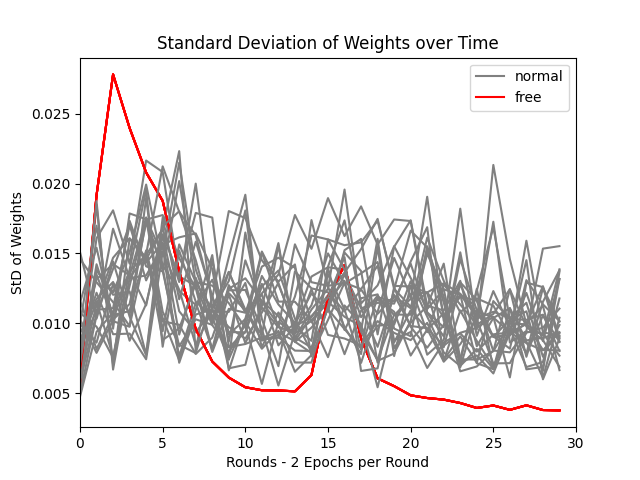 Standard Deviation of Weights over Time
normal
free
StD of Weights
0.025
0.020
0.015
0.010
0.005
0 5 10 15 20 25 30
Rounds - 2 Epochs per Round